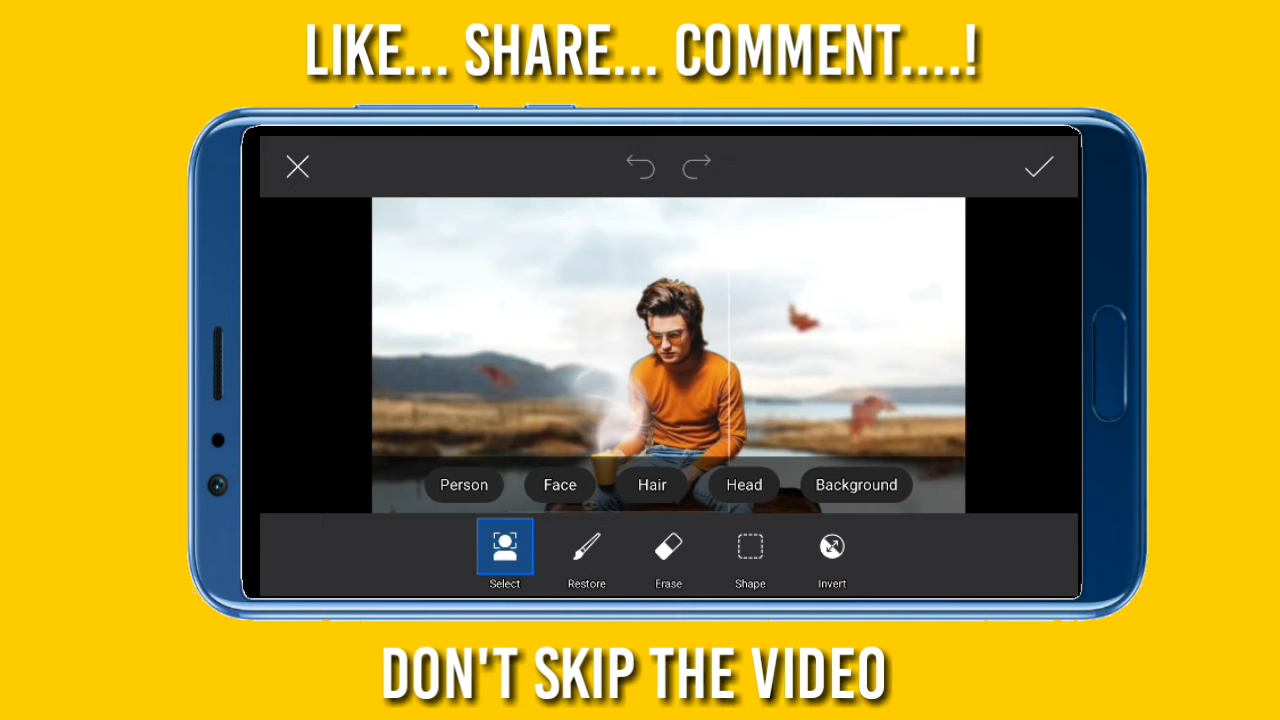 LIKE... SHARE... COMMENT....!
Person Face Hair Head Background
Select Restore Erase Shape Invert
DON'T SKIP THE VIDEO